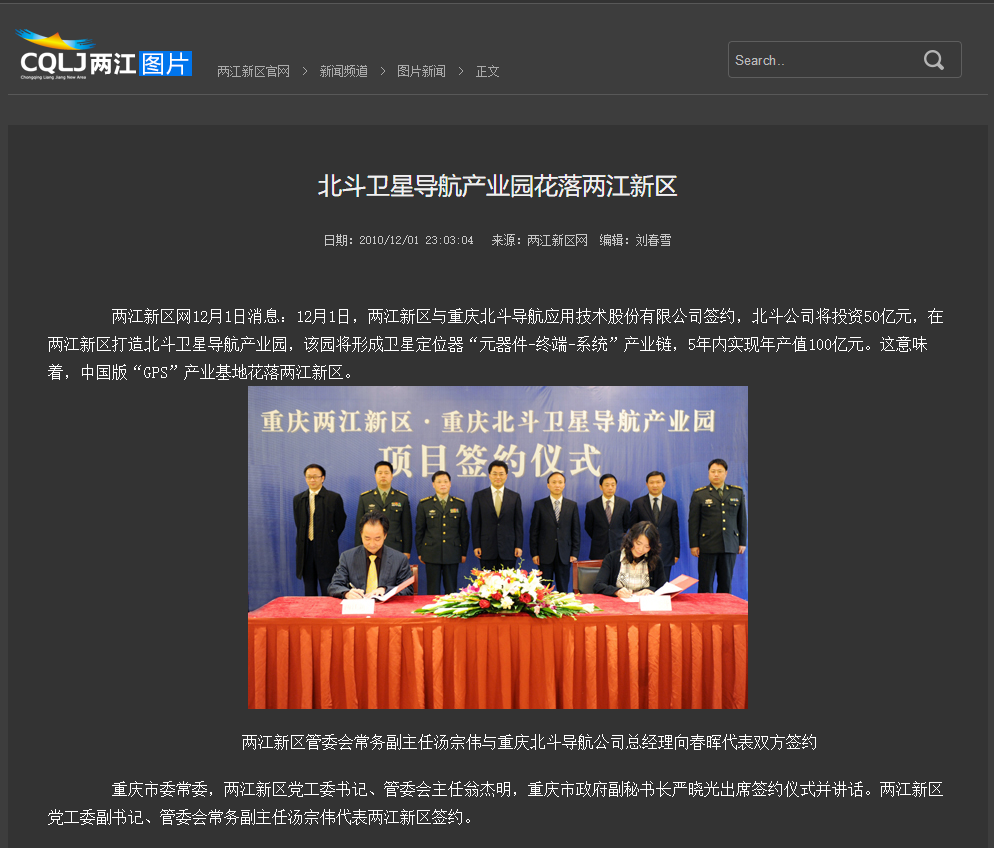 CQLJ两江图片
Chongqing Liang Jiang New Area
两江新区官网 > 新闻频道 > 图片新闻 > 正文
Search..
北斗卫星导航产业园花落两江新区
日期：2010/12/01 23:03:04 来源：两江新区网 编辑：刘春雪
两江新区网12月1日消息：12月1日，两江新区与重庆北斗导航应用技术股份有限公司签约，北斗公司将投资50亿元，在
两江新区打造北斗卫星导航产业园，该园将形成卫星定位器“元器件-终端-系统”产业链，5年内实现年产值100亿元。这意味
着，中国版“GPS”产业基地花落两江新区。
重庆两江新区·重庆北斗卫星导航产业园
项目签约仪式
两江新区管委会常务副主任汤宗伟与重庆北斗导航公司总经理向春晖代表双方签约
重庆市委常委，两江新区党工委书记、管委会主任翁杰明，重庆市政府副秘书长严晓光出席签约仪式并讲话。两江新区
党工委副书记、管委会常务副主任汤宗伟代表两江新区签约。